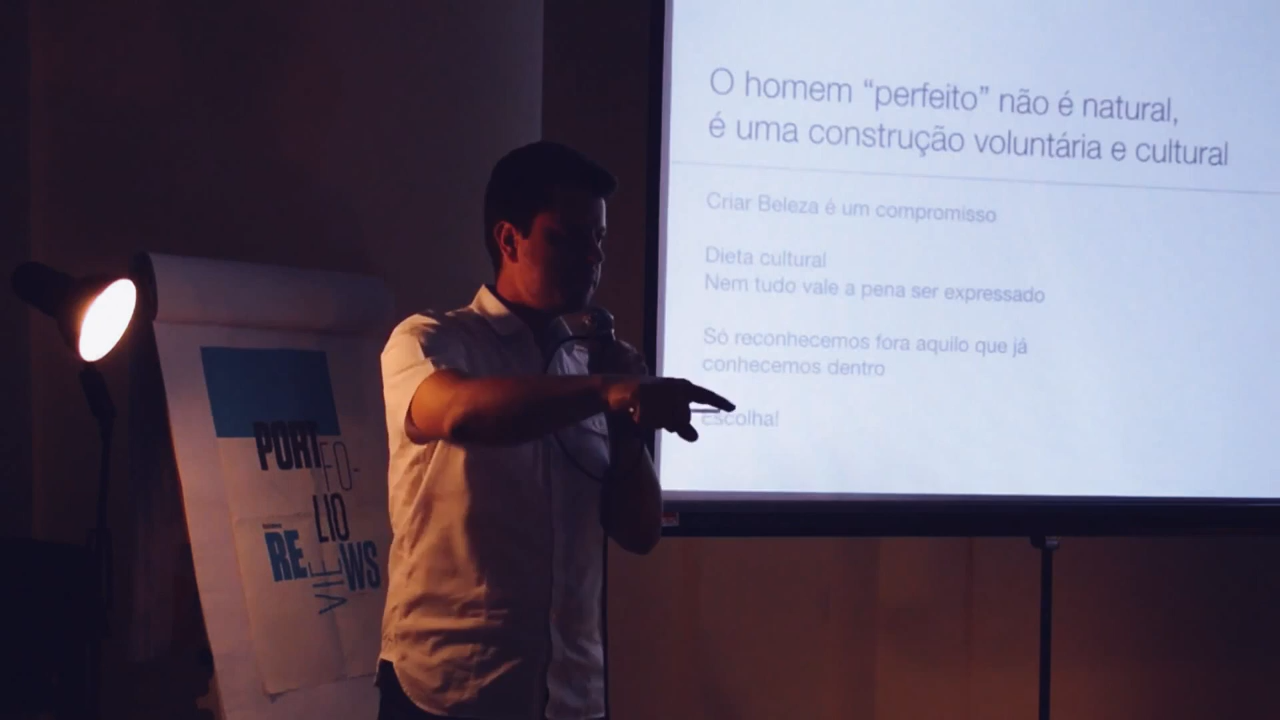 O homem “perfeito” não é natural,
é uma construção voluntária e cultural
Criar Beleza é um compromisso
Dieta cultural
Nem tudo vale a pena ser expressado
Só reconhecemos fora aquilo que já
conhecemos dentro
Escolha!
PORT
FO-
LIO
RE
VIE
WS